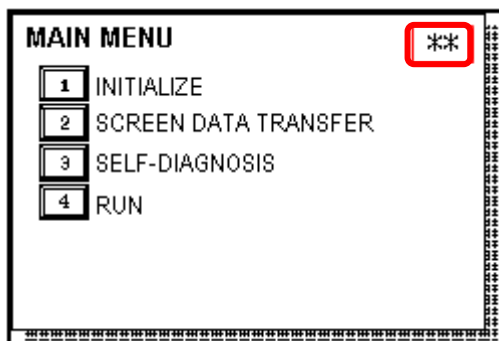 MAIN MENU **
1 INITIALIZE
2 SCREEN DATA TRANSFER
3 SELF-DIAGNOSIS
4 RUN